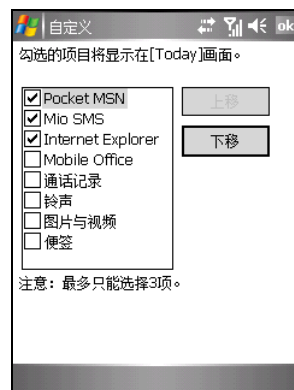 自定义 ok
勾选的项目将显示在[Today]画面。
Pocket MSN
Mio SMS
Internet Explorer
Mobile Office
通话记录
铃声
图片与视频
便签
上移
下移
注意：最多只能选择3项。